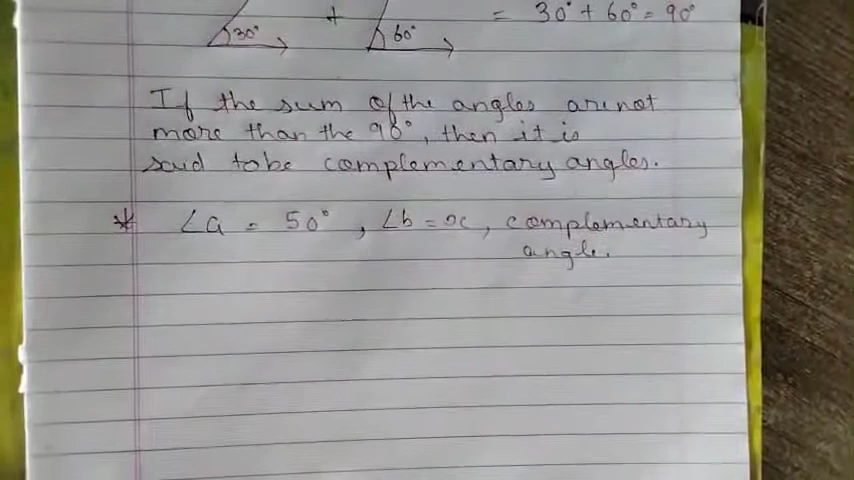 30° + 60° = 30° + 60° = 90°
If the sum of the angles are not
more than the 90°, then it is
said to be complementary angles.
* ∠a = 50°, ∠b = x, complementary
angle.